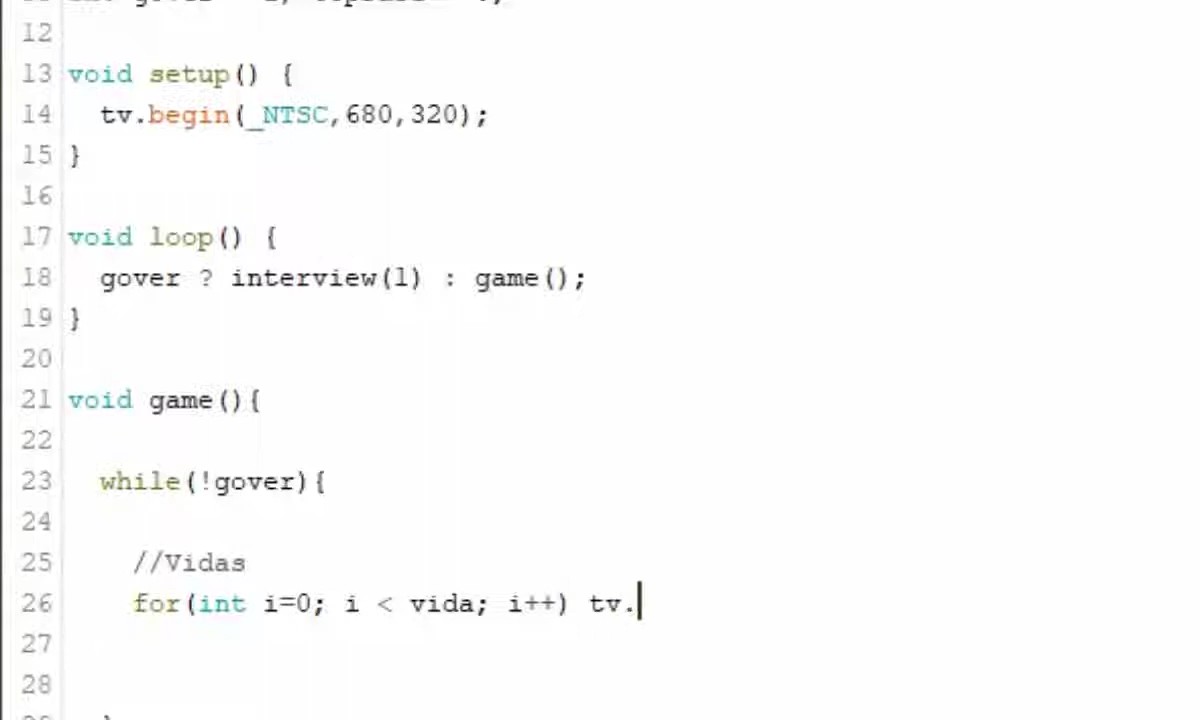 12
13 void setup() {
14 tv.begin(_NTSC,680,320);
15 }
16
17 void loop() {
18 gover ? interview(1) : game();
19 }
20
21 void game(){
22
23 while(!gover){
24
25 //Vidas
26 for(int i=0; i < vida; i++) tv.
27
28